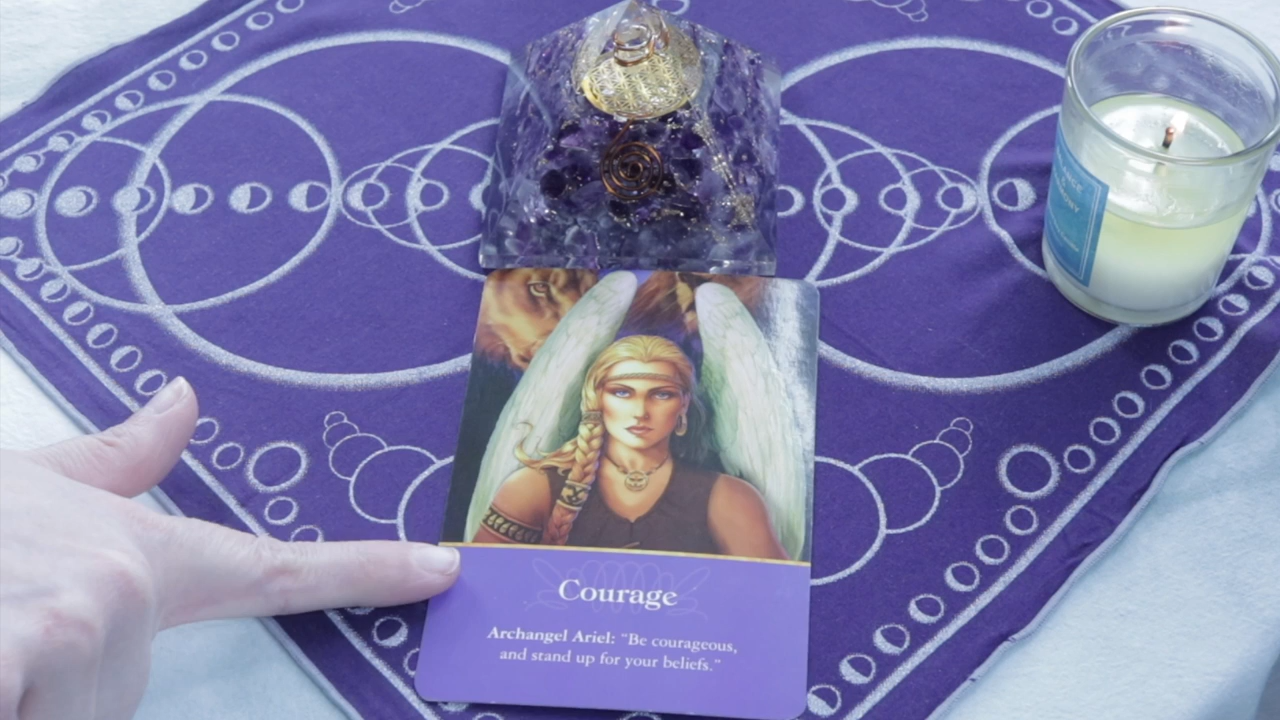 Courage
Archangel Ariel: “Be courageous,
and stand up for your beliefs.”